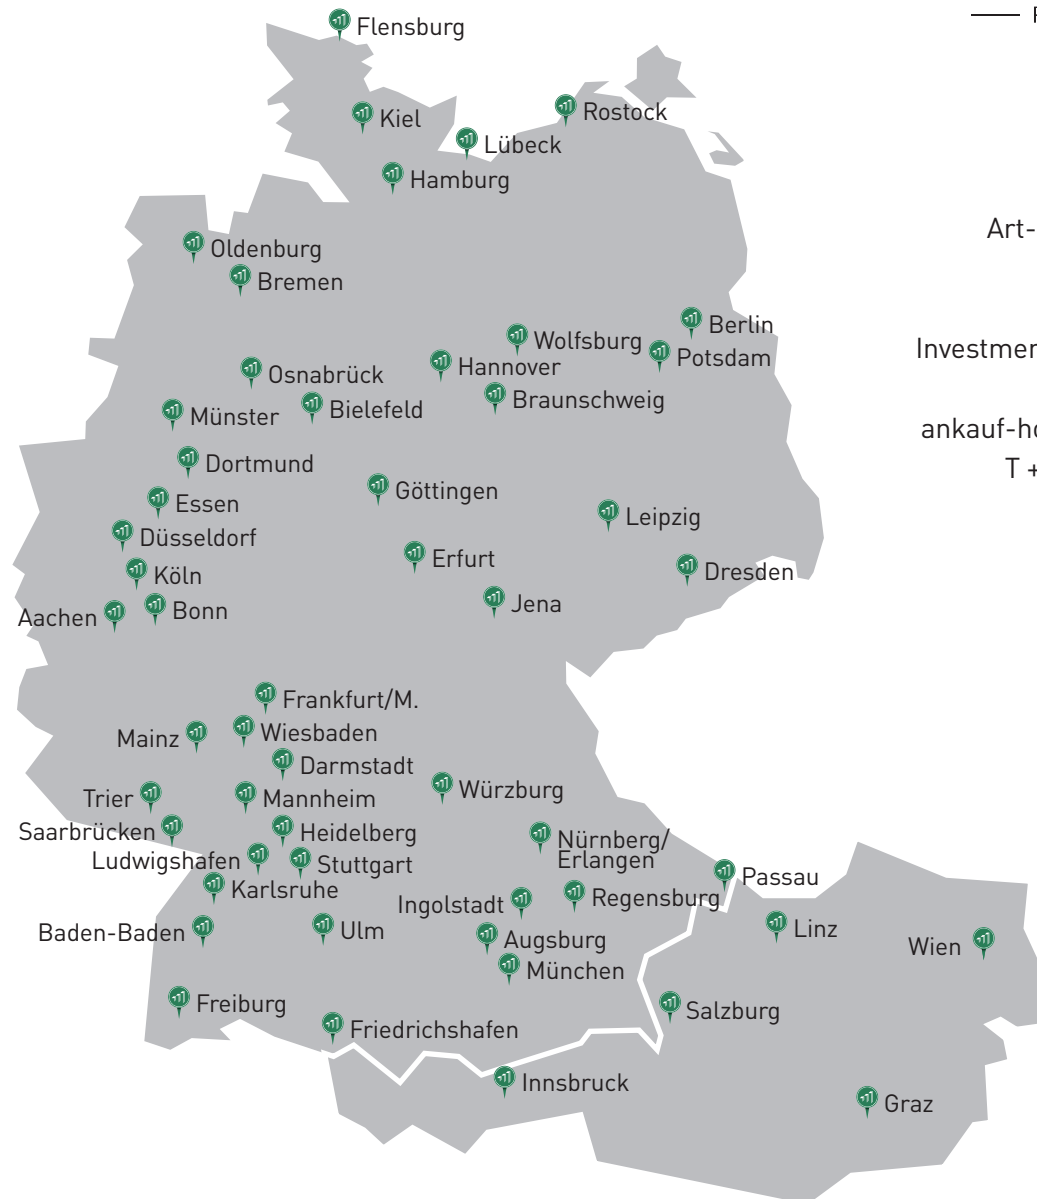 Flensburg
Kiel
Rostock
Lübeck
Hamburg
Art-
Oldenburg
Bremen
Berlin
Wolfsburg
Investmer
Potsdam
Hannover
Osnabrück
Braunschweig
Bielefeld
Münster
ankauf-ho
Dortmund
T +
Göttingen
Essen
Leipzig
Düsseldorf
Erfurt
Dresden
Köln
Jena
Bonn
Aachen
Frankfurt/M.
Wiesbaden
Mainz
Darmstadt
Würzburg
Trier
Mannheim
Saarbrücken
Heidelberg
Nürnberg/
Erlangen
Ludwigshafen
Stuttgart
Passau
Karlsruhe
Regensburg
Ingolstadt
Linz
Baden-Baden
Ulm
Augsburg
Wien
München
Freiburg
Salzburg
Friedrichshafen
Innsbruck
Graz